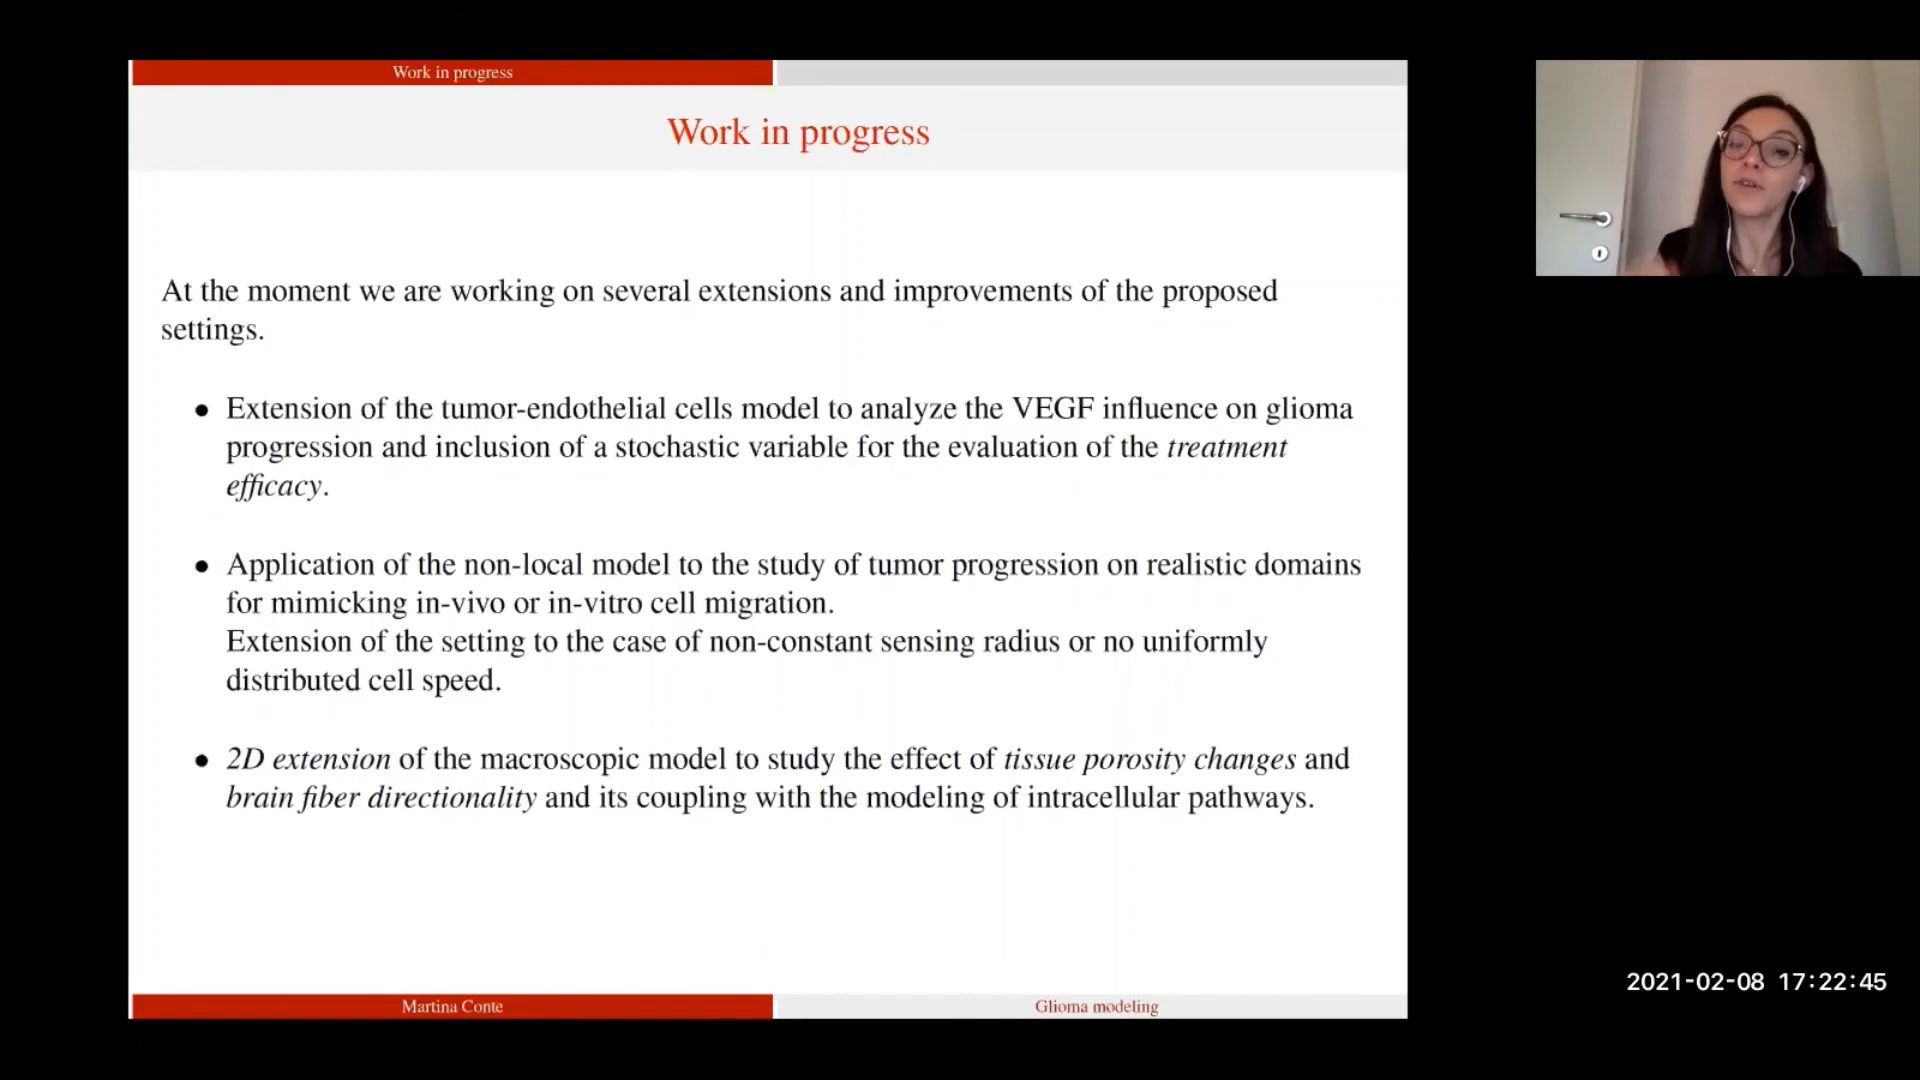 Work in progress
Work in progress
At the moment we are working on several extensions and improvements of the proposed
settings.
• Extension of the tumor-endothelial cells model to analyze the VEGF influence on glioma
progression and inclusion of a stochastic variable for the evaluation of the treatment
efficacy.
• Application of the non-local model to the study of tumor progression on realistic domains
for mimicking in-vivo or in-vitro cell migration.
Extension of the setting to the case of non-constant sensing radius or no uniformly
distributed cell speed.
• 2D extension of the macroscopic model to study the effect of tissue porosity changes and
brain fiber directionality and its coupling with the modeling of intracellular pathways.
Martina Conte
Glioma modeling
2021-02-08 17:22:45